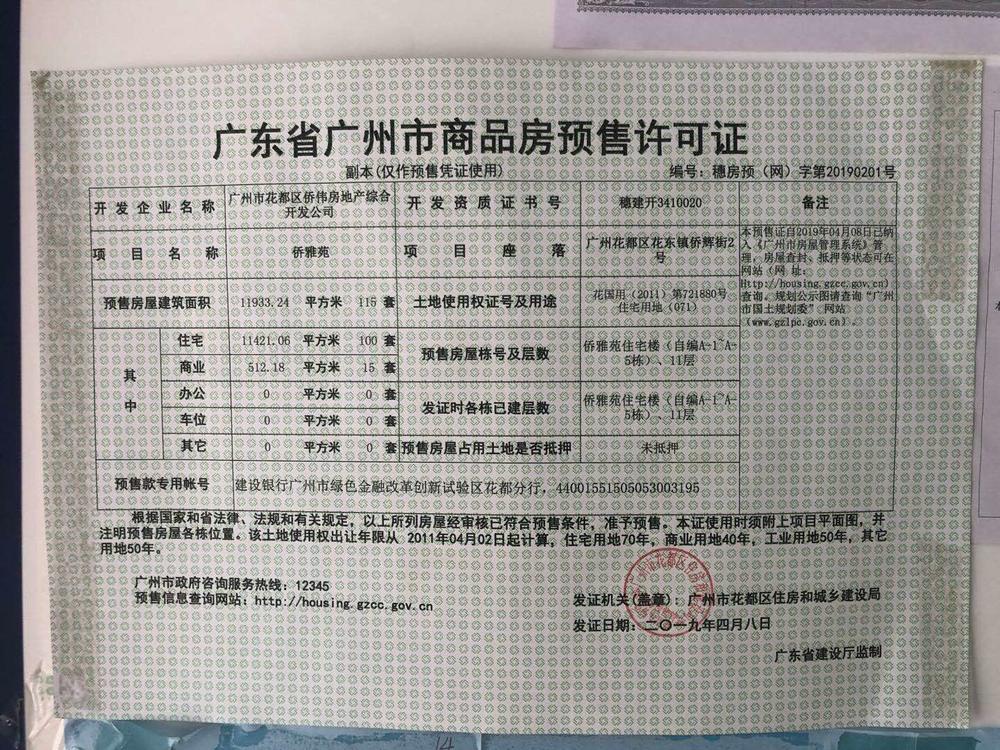 广东省广州市商品房预售许可证
副本(仅作预售凭证使用)
编号：穗房预（网）字第20190201号
开发企业名称
广州市花都区侨伟房地产综合
开发公司
开发资质证书号
穗建开3410020
备注
项目名称
侨雅苑
项目座落
广州花都区花东镇侨辉街2
号
本预售证自2019年04月08日已纳
入《广州市房屋管理系统》管
理，房屋查封、抵押等状态可在
网站（网 址：
Http://housing.gzcc.gov.cn)
查询。规划公示图请查询“广州
市国土规划委” 网站
（www.gzlpc.gov.cn）。
预售房屋建筑面积
11933.24 平方米 115 套
土地使用权证号及用途
花国用（2011）第721880号
住宅用地（071）
其中
住宅 11421.06 平方米 100 套
商业 512.18 平方米 15 套
预售房屋栋号及层数
侨雅苑住宅楼（自编A-1~A-
5栋）、11层
办公 0 平方米 0 套
车位 0 平方米 0 套
发证时各栋已建层数
侨雅苑住宅楼（自编A-1~A-
5栋）、11层
其它 0 平方米 0 套
预售房屋占用土地是否抵押
未抵押
预售款专用帐号
建设银行广州市绿色金融改革创新试验区花都分行，44001551505053003195
根据国家和省法律、法规和有关规定，以上所列房屋经审核已符合预售条件，准予预售。本证使用时须附上项目平面图，并
注明预售房屋各栋位置。该土地使用权出让年限从 2011年04月02日起计算，住宅用地70年，商业用地40年，工业用地50年，其它
用地50年。
广州市政府咨询服务热线：12345
预售信息查询网站：http://housing.gzcc.gov.cn
发证机关(盖章)：广州市花都区住房和城乡建设局
发证日期：二〇一九年四月八日
广东省建设厅监制
14